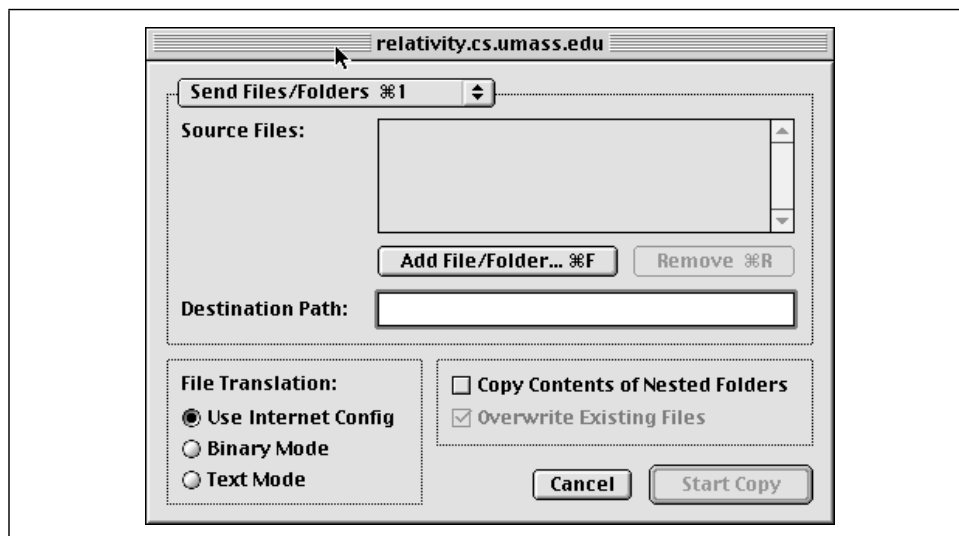 relativity.cs.umass.edu
Send Files/Folders ⌘1
Source Files:
Add File/Folder... ⌘F
Remove ⌘R
Destination Path:
File Translation:
Use Internet Config
Binary Mode
Text Mode
Copy Contents of Nested Folders
Overwrite Existing Files
Cancel
Start Copy